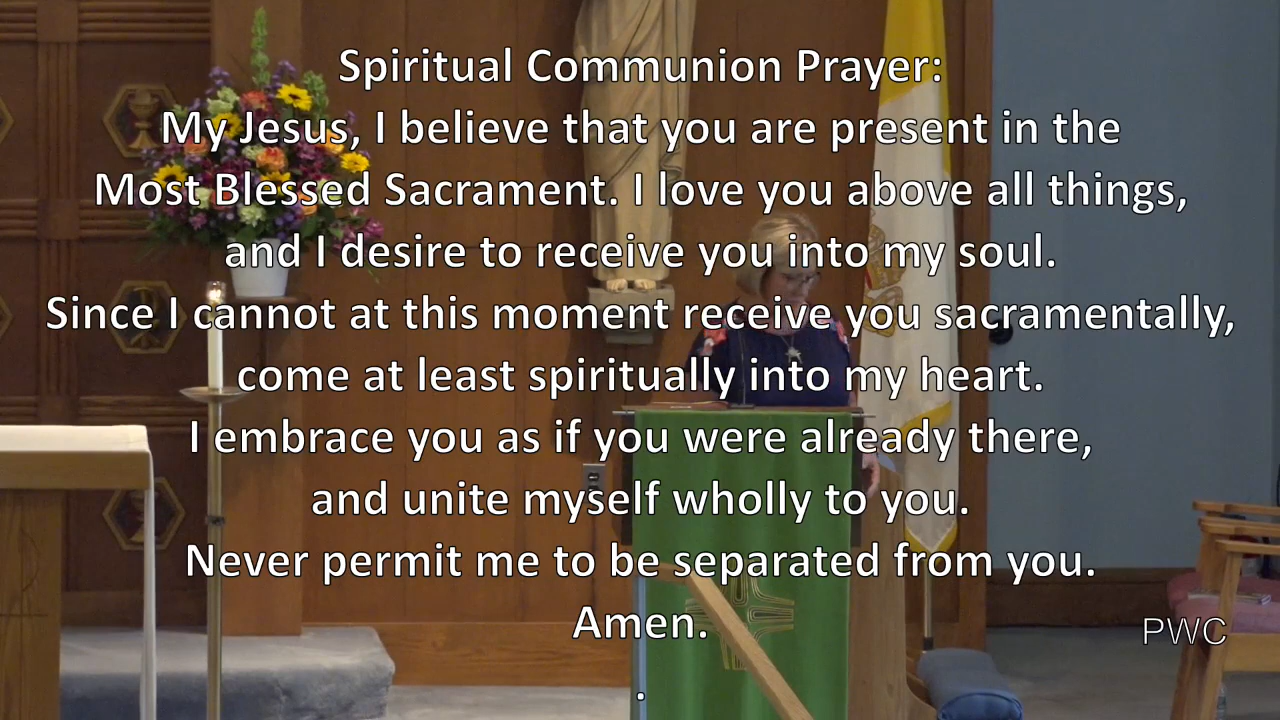 Spiritual Communion Prayer:
My Jesus, I believe that you are present in the
Most Blessed Sacrament. I love you above all things,
and I desire to receive you into my soul.
Since I cannot at this moment receive you sacramentally,
come at least spiritually into my heart.
I embrace you as if you were already there,
and unite myself wholly to you.
Never permit me to be separated from you.
Amen.
PWC
.